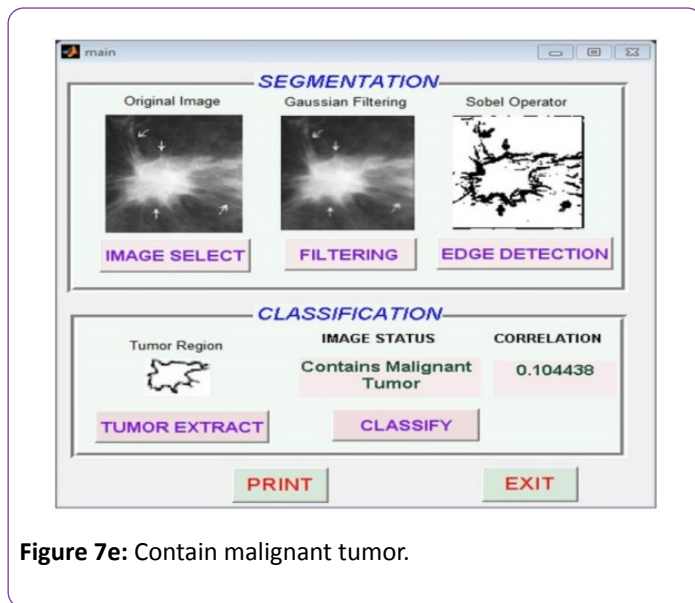 main
SEGMENTATION
Original Image Gaussian Filtering Sobel Operator
IMAGE SELECT FILTERING EDGE DETECTION
CLASSIFICATION
Tumor Region IMAGE STATUS CORRELATION
Contains Malignant
Tumor
0.104438
TUMOR EXTRACT CLASSIFY
PRINT EXIT
Figure 7e: Contain malignant tumor.